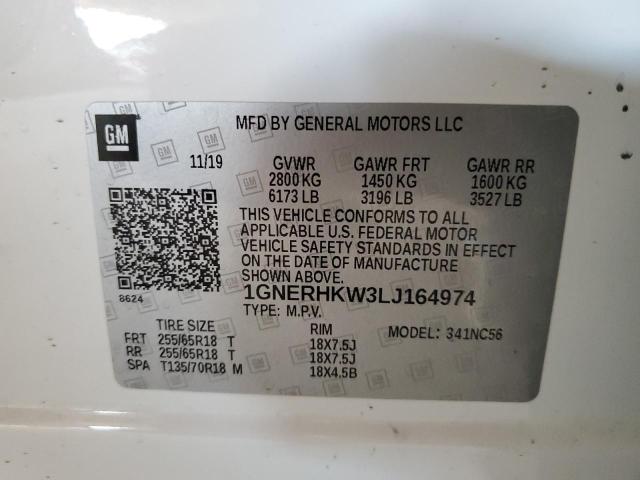 GM
MFD BY GENERAL MOTORS LLC
11/19 GVWR GAWR FRT GAWR RR
2800 KG 1450 KG 1600 KG
6173 LB 3196 LB 3527 LB
THIS VEHICLE CONFORMS TO ALL
APPLICABLE U.S. FEDERAL MOTOR
VEHICLE SAFETY STANDARDS IN EFFECT
ON THE DATE OF MANUFACTURE
SHOWN ABOVE.
8624
1GNERHKW3LJ164974
TYPE: M.P.V.
TIRE SIZE RIM MODEL: 341NC56
FRT 255/65R18 T 18X7.5J
RR 255/65R18 T 18X7.5J
SPA T135/70R18 M 18X4.5B